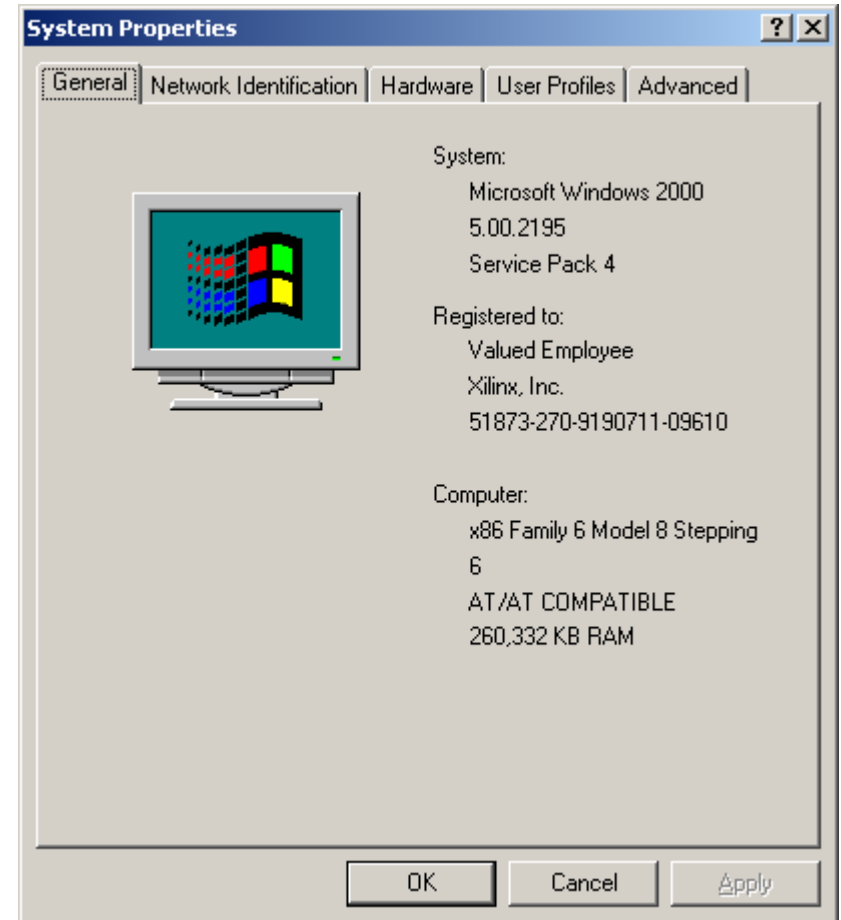 System Properties
General
Network Identification
Hardware
User Profiles
Advanced
System:
Microsoft Windows 2000
5.00.2195
Service Pack 4
Registered to:
Valued Employee
Xilinx, Inc.
51873-270-9190711-09610
Computer:
x86 Family 6 Model 8 Stepping
6
AT/AT COMPATIBLE
260,332 KB RAM
OK
Cancel
Apply